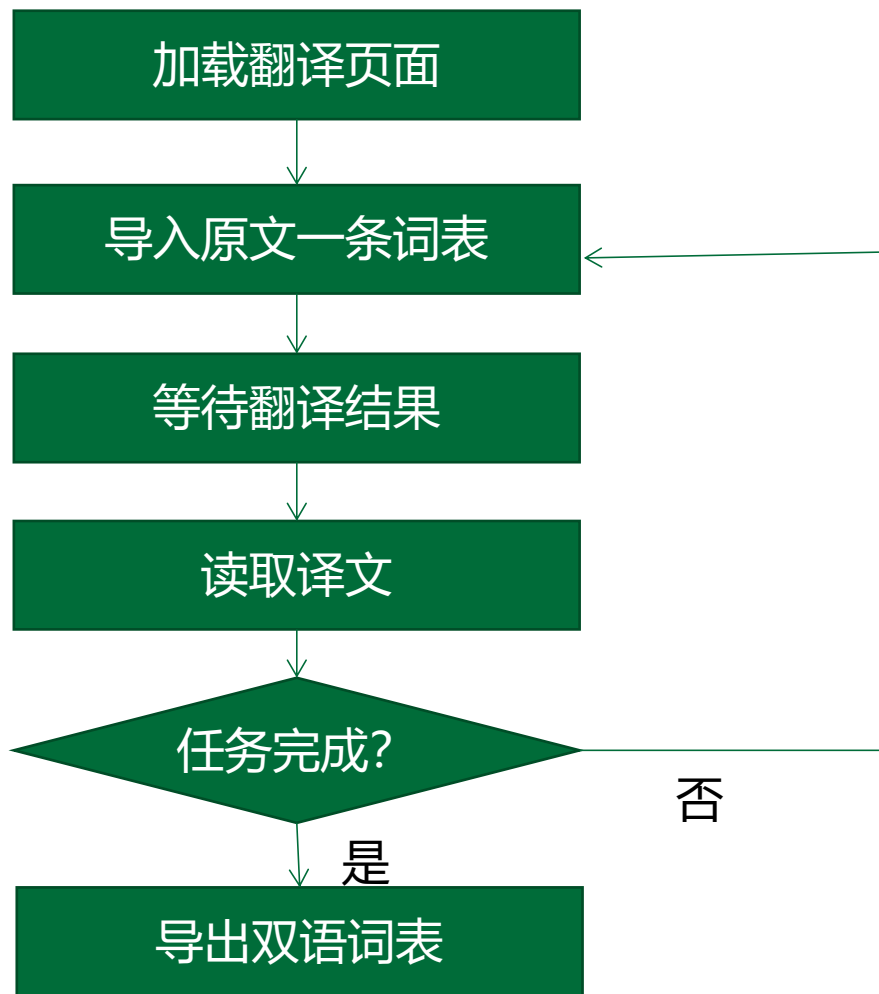 加载翻译页面
导入原文一条词表
等待翻译结果
读取译文
任务完成？
否
是
导出双语词表